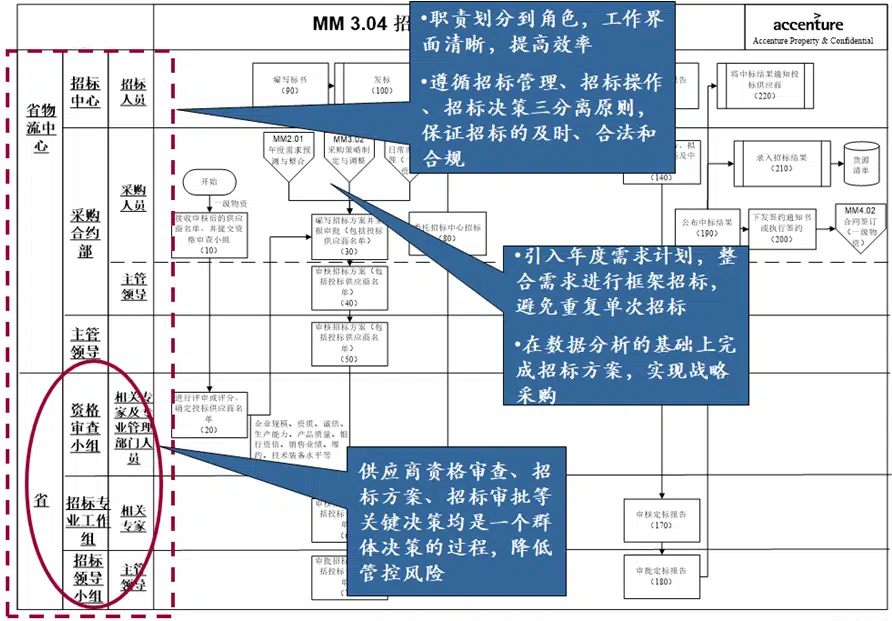 MM 3.04 招
accenture
Accenture Property & Confidential
•职责划分到角色，工作界
面清晰，提高效率
•遵循招标管理、招标操作
、招标决策三分离原则，
保证招标的及时、合法和
合规
省物
流中
心
招标
中心
招标
人员
编写标书
(90)
发标
(100)
报告
将中标结果通知投
标供应商
(220)
采购
合约
部
采购
人员
MM2.01
年度需求预
测与整合
MM3.02
采购策略制
定与调整
日常
理（一
(140)
录入招标结果
(210)
货源
清单
开始
一级物资
接收审核后的供应
商名单，并提交资
格审查小组
(10)
编写招标方案并
报审批（包括投标
供应商名单）
(30)
委托招标中心招标
(80)
公布中标结果
(190)
下发签约通知书
或执行签约
(200)
MM4.02
合同签订
（一级物
资）
主管
领导
审核招标方案（包
括投标供应商名
单）
(40)
•引入年度需求计划，整
合需求进行框架招标，
避免重复单次招标
•在数据分析的基础上完
成招标方案，实现战略
采购
主管
领导
审核招标方案（包
括投标供应商名
单）
(50)
省
资格
审查
小组
相关专
家及专
业管理
部门人
员
进行评审或评分，
确定投标供应商名
单
(20)
企业规模、资质、诚信、
生产能力、产品质量、银
行资信、销售业绩、履
约、技术装备水平等
供应商资格审查、招
标方案、招标审批等
关键决策均是一个群
体决策的过程，降低
管控风险
招标专
业工作
组
相关
专家
审核定标报告
(170)
招标
领导
小组
主管
领导
审批招
括投标
审批定标报告
(180)